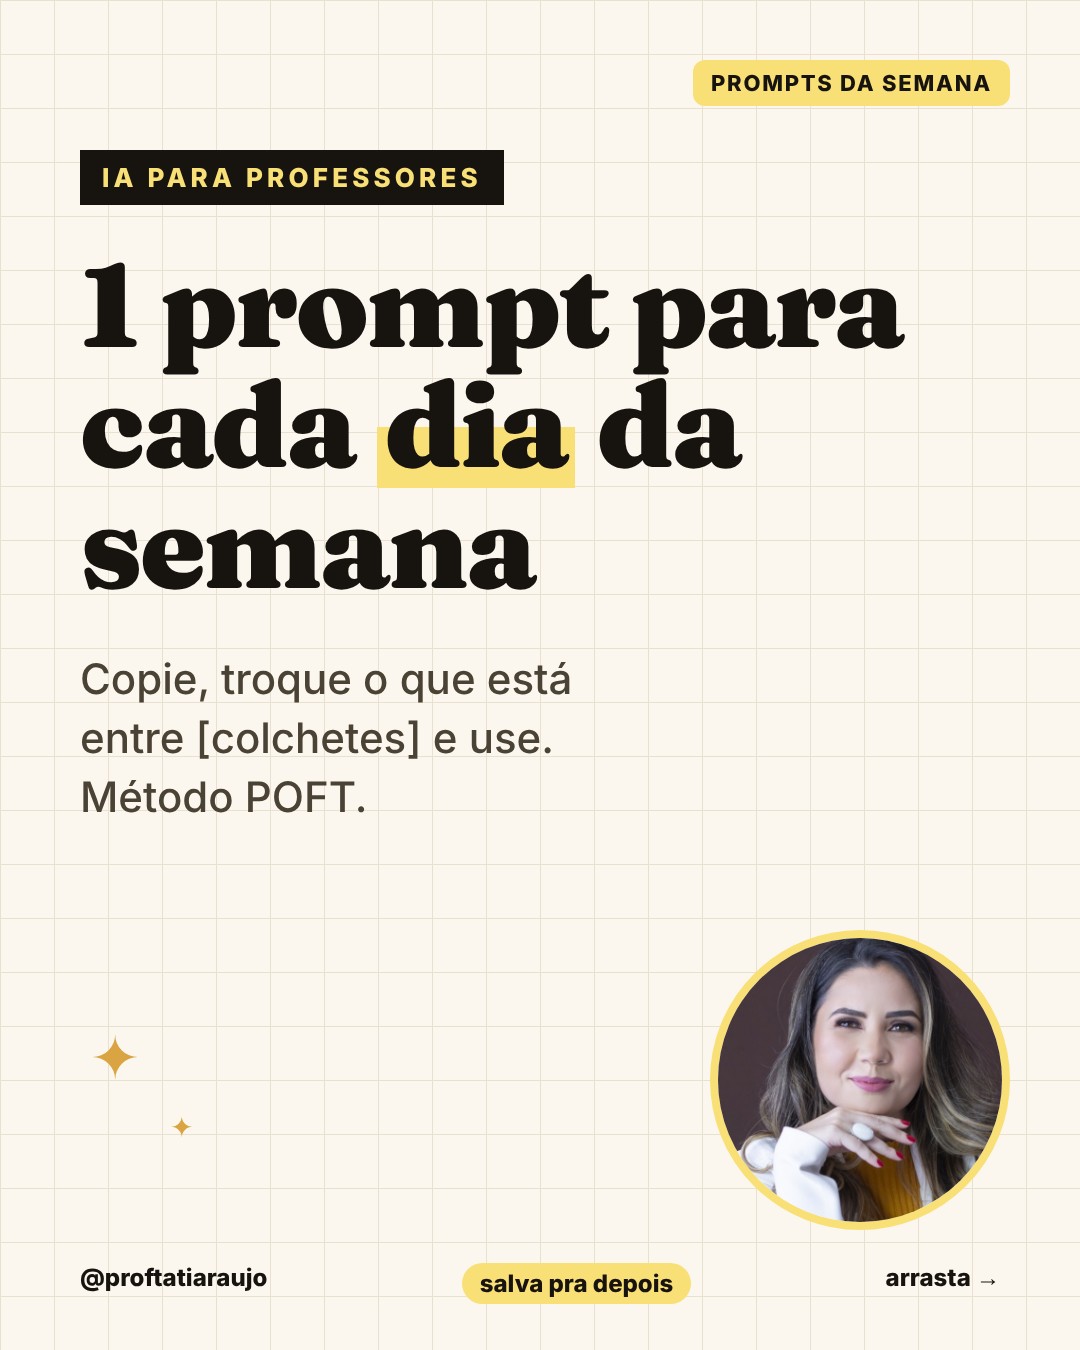 PROMPTS DA SEMANA
IA PARA PROFESSORES
1 prompt para
cada dia da
semana
Copie, troque o que está
entre [colchetes] e use.
Método POFT.
@proftatiaraujo
salva pra depois
arrasta →